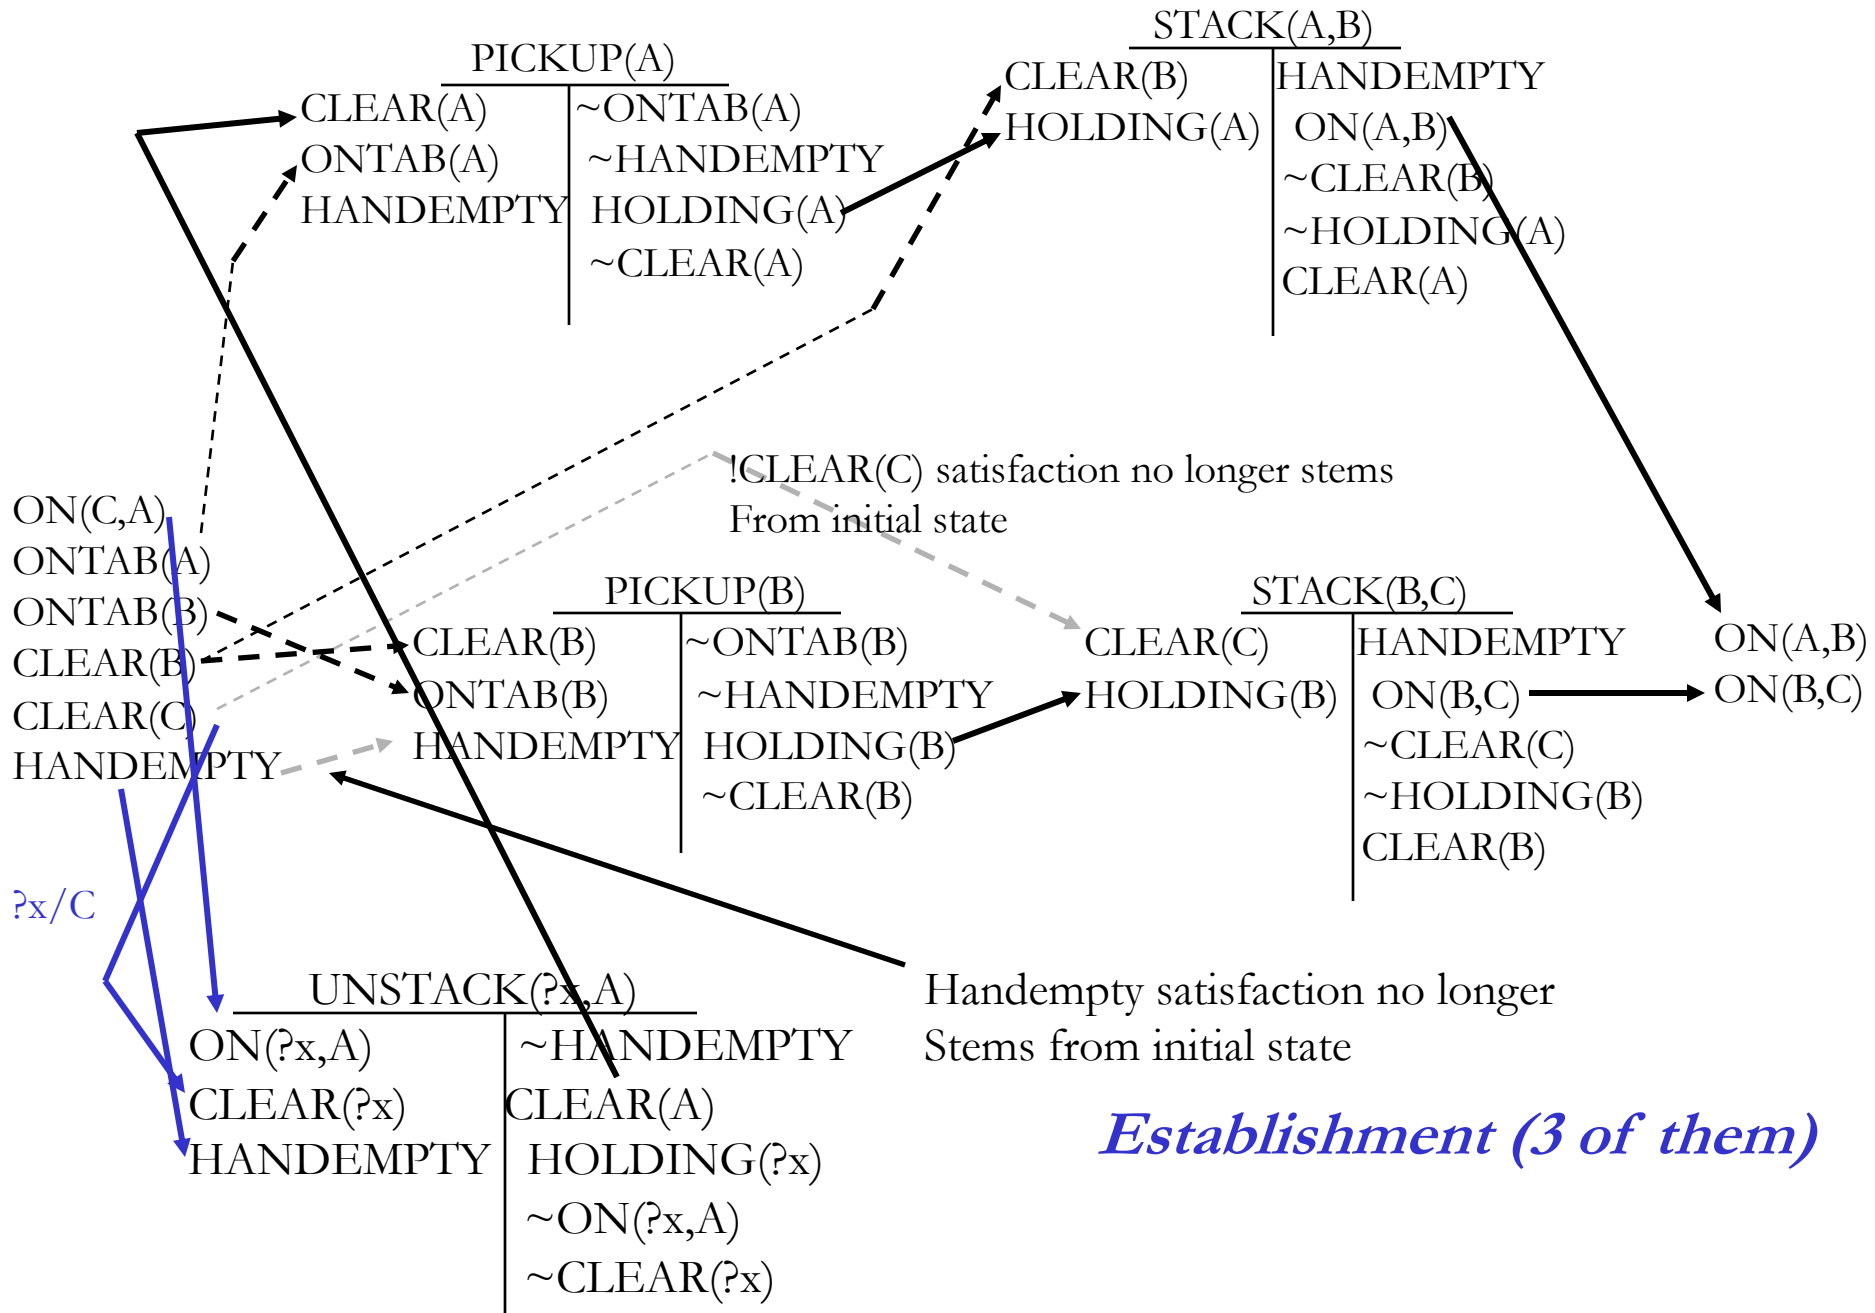 PICKUP(A)
CLEAR(A)
ONTAB(A)
HANDEMPTY
~ONTAB(A)
~HANDEMPTY
HOLDING(A)
~CLEAR(A)
STACK(A,B)
CLEAR(B)
HOLDING(A)
HANDEMPTY
ON(A,B)
~CLEAR(B)
~HOLDING(A)
CLEAR(A)
!CLEAR(C) satisfaction no longer stems
From initial state
ON(C,A)
ONTAB(A)
ONTAB(B)
CLEAR(B)
CLEAR(C)
HANDEMPTY
PICKUP(B)
CLEAR(B)
ONTAB(B)
HANDEMPTY
~ONTAB(B)
~HANDEMPTY
HOLDING(B)
~CLEAR(B)
STACK(B,C)
CLEAR(C)
HOLDING(B)
HANDEMPTY
ON(B,C)
~CLEAR(C)
~HOLDING(B)
CLEAR(B)
ON(A,B)
ON(B,C)
?x/C
UNSTACK(?x,A)
ON(?x,A)
CLEAR(?x)
HANDEMPTY
~HANDEMPTY
CLEAR(A)
HOLDING(?x)
~ON(?x,A)
~CLEAR(?x)
Handempty satisfaction no longer
Stems from initial state
Establishment (3 of them)